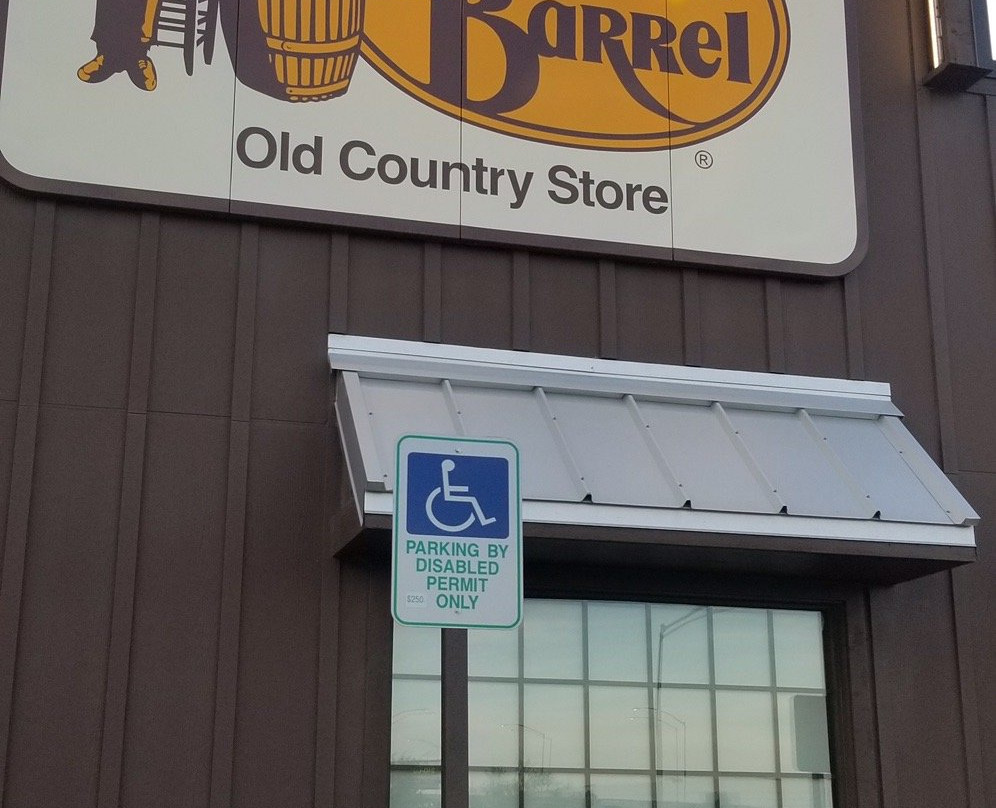 Barrel
®
Old Country Store
PARKING BY
DISABLED
PERMIT
$250 ONLY